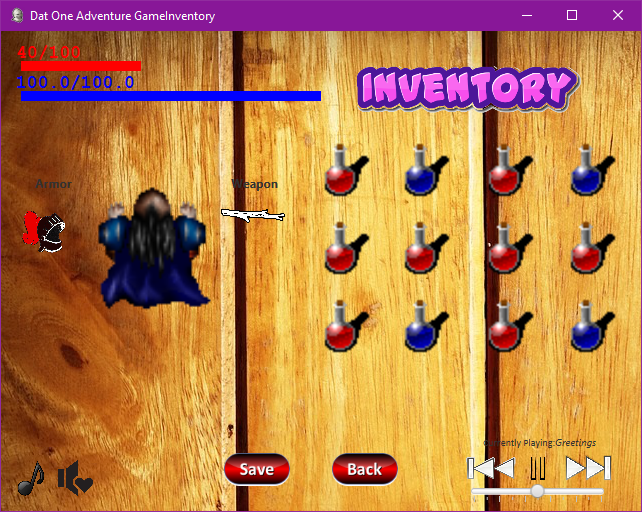 Dat One Adventure GameInventory
40/100
100.0/100.0
INVENTORY
Armor
Weapon
Currently Playing:Greetings
Save
Back